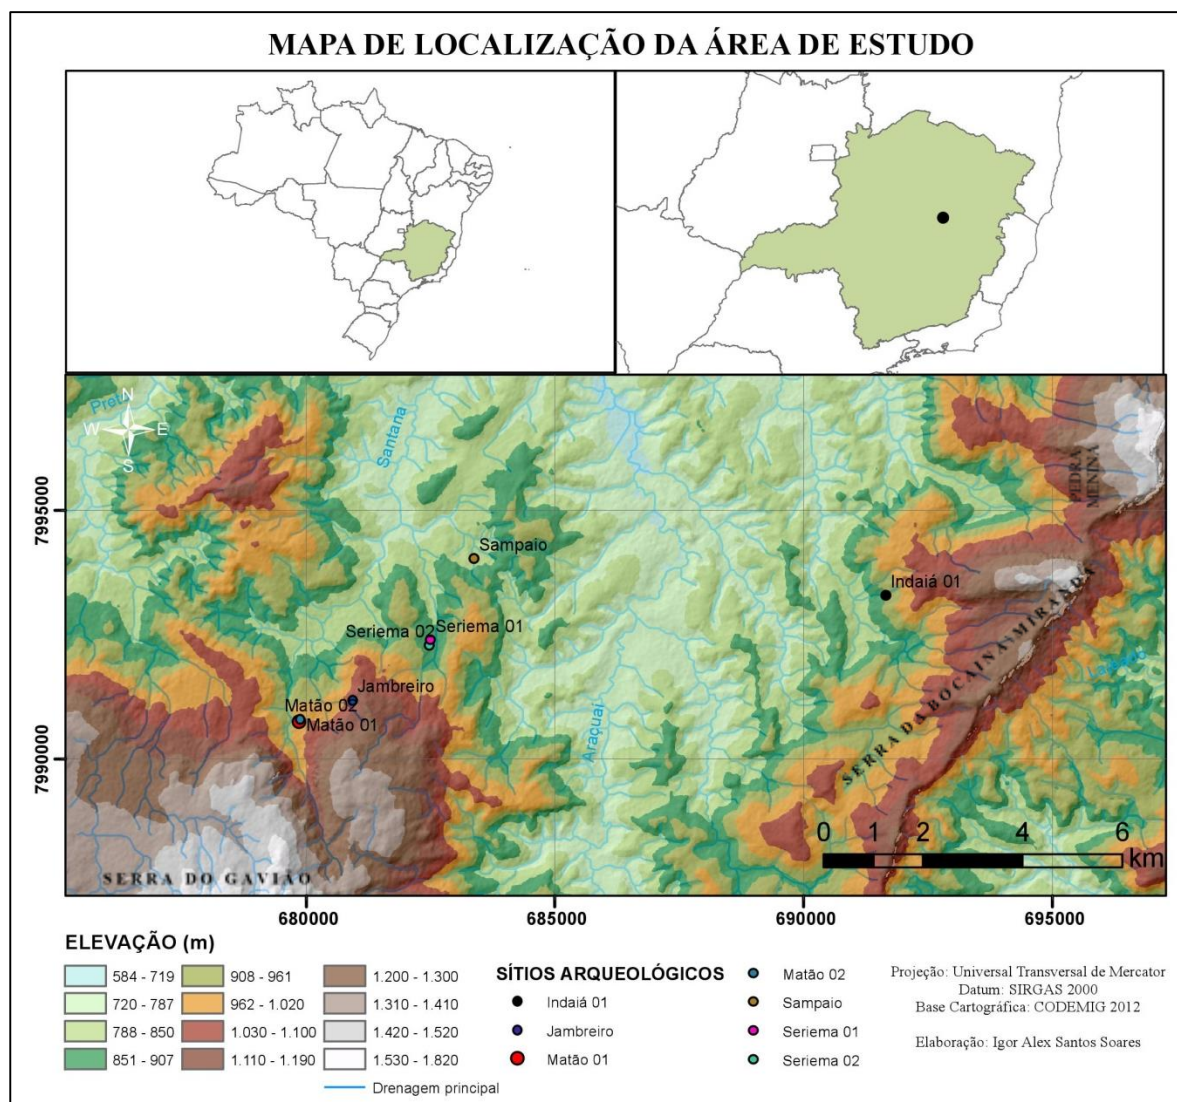 MAPA DE LOCALIZAÇÃO DA ÁREA DE ESTUDO
Pret
N
W E
S
Santana
PEDRA
MENINA
7995000
Sampaio
Indaiá 01
Seriema 02 Seriema 01
SERRA DA BOCAINA-MIRANDA
Jambreiro
Matão 02
Matão 01
Araçuaí
7990000
0 1 2 4 6
km
SERRA DO GAVIÃO
680000 685000 690000 695000
ELEVAÇÃO (m)
584 - 719
720 - 787
788 - 850
851 - 907
908 - 961
962 - 1.020
1.030 - 1.100
1.110 - 1.190
1.200 - 1.300
1.310 - 1.410
1.420 - 1.520
1.530 - 1.820
Drenagem principal
SÍTIOS ARQUEOLÓGICOS
Indaiá 01
Jambreiro
Matão 01
Matão 02
Sampaio
Seriema 01
Seriema 02
Projeção: Universal Transversal de Mercator
Datum: SIRGAS 2000
Base Cartográfica: CODEMIG 2012
Elaboração: Igor Alex Santos Soares